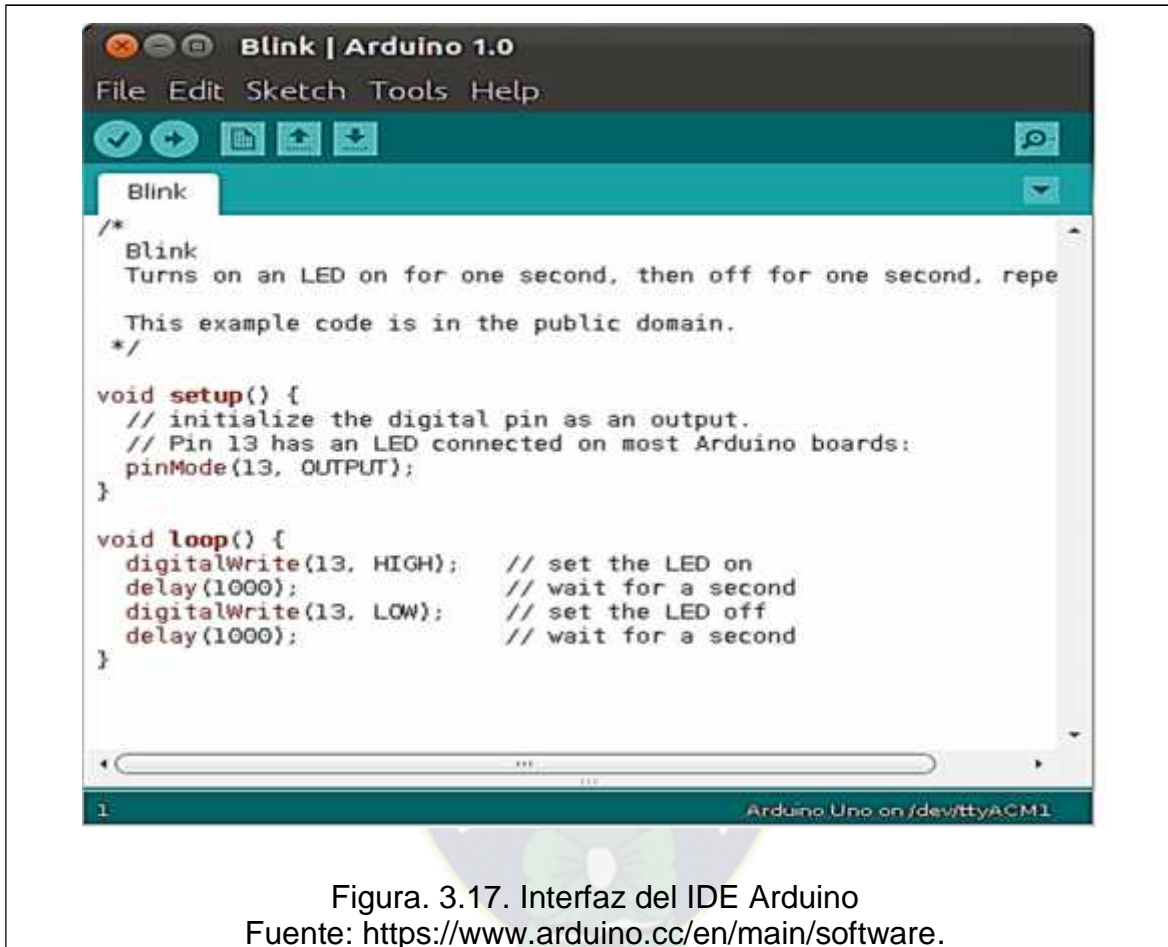 Blink | Arduino 1.0
File Edit Sketch Tools Help
Blink
/*
  Blink
  Turns on an LED on for one second, then off for one second, repe

  This example code is in the public domain.
 */

void setup() {
  // initialize the digital pin as an output.
  // Pin 13 has an LED connected on most Arduino boards:
  pinMode(13, OUTPUT);
}

void loop() {
  digitalWrite(13, HIGH);   // set the LED on
  delay(1000);              // wait for a second
  digitalWrite(13, LOW);    // set the LED off
  delay(1000);              // wait for a second
}
1 Arduino Uno on /dev/ttyACM1
Figura. 3.17. Interfaz del IDE Arduino
Fuente: https://www.arduino.cc/en/main/software.